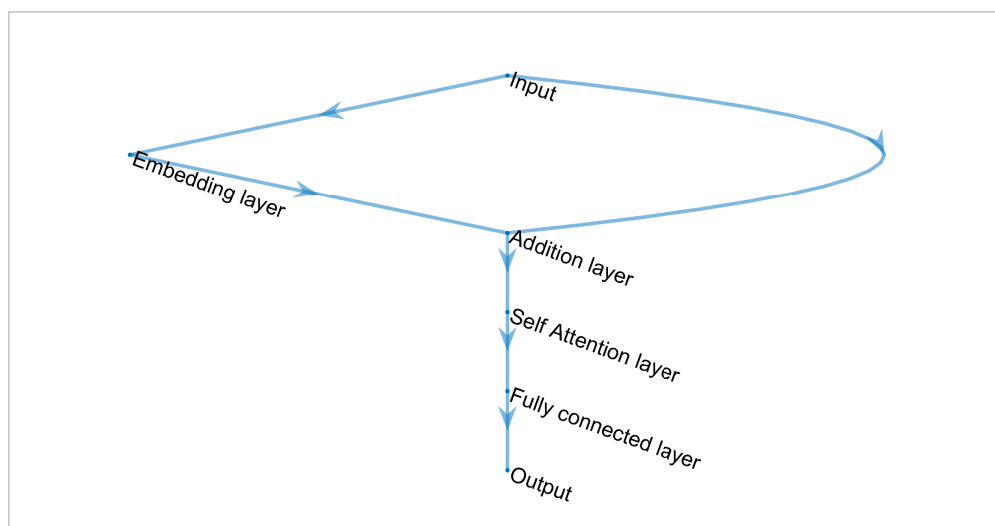 Input
Embedding layer
Addition layer
Self Attention layer
Fully connected layer
Output